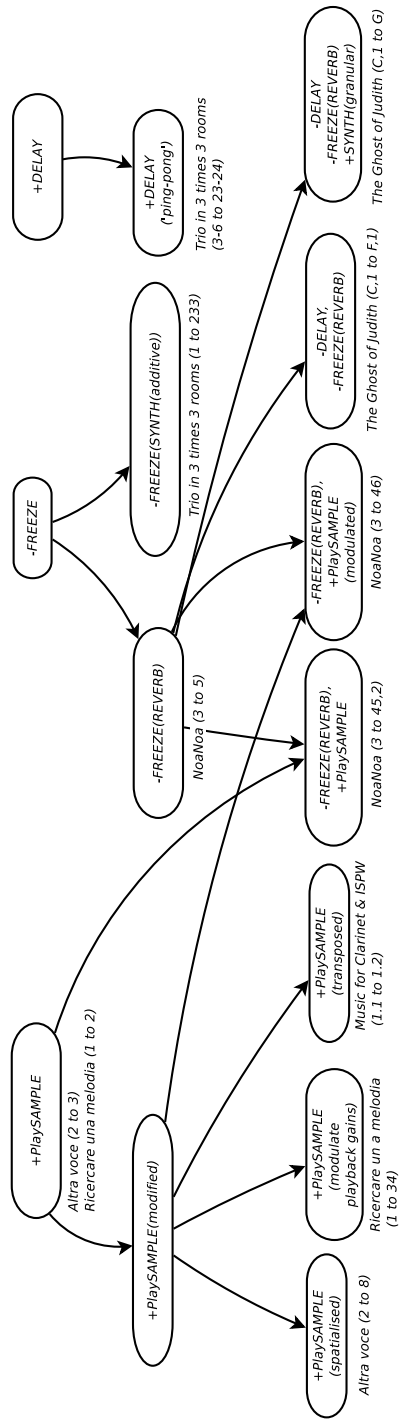 +PlaySAMPLE
Altra voce (2 to 3)
Ricercare una melodia (1 to 2)
-FREEZE
+DELAY
+PlaySAMPLE(modified)
-FREEZE(REVERB)
NoaNoa (3 to 5)
-FREEZE(SYNTH(additive))
Trio in 3 times 3 rooms (1 to 233)
+DELAY
('ping-pong')
Trio in 3 times 3 rooms
(3-6 to 23-24)
+PlaySAMPLE
(spatialised)
Altra voce (2 to 8)
+PlaySAMPLE
(modulate
playback gains)
Ricercare un a melodia
(1 to 34)
+PlaySAMPLE
(transposed)
Music for Clarinet & ISPW
(1.1 to 1.2)
-FREEZE(REVERB),
+PlaySAMPLE
NoaNoa (3 to 45,2)
-FREEZE(REVERB),
+PlaySAMPLE
(modulated)
NoaNoa (3 to 46)
-DELAY,
-FREEZE(REVERB)
The Ghost of Judith (C,1 to F,1)
-DELAY
-FREEZE(REVERB)
+SYNTH(granular)
The Ghost of Judith (C,1 to G)